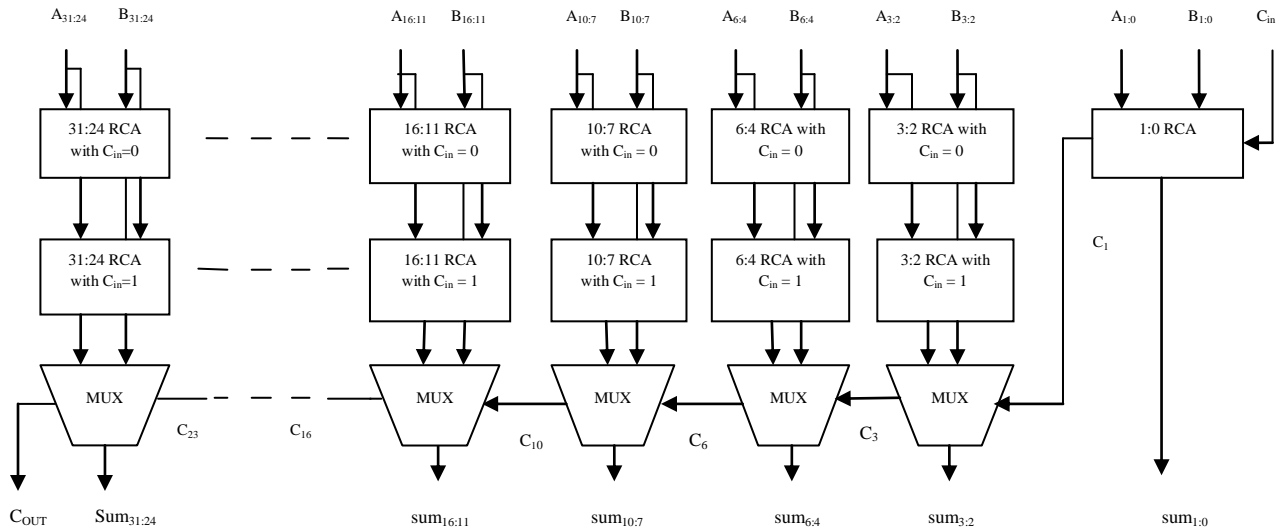 A31:24 B31:24 A16:11 B16:11 A10:7 B10:7 A6:4 B6:4 A3:2 B3:2 A1:0 B1:0 Cin
31:24 RCA
with Cin=0
16:11 RCA
with Cin = 0
10:7 RCA
with Cin = 0
6:4 RCA with
Cin = 0
3:2 RCA with
Cin = 0
1:0 RCA
C1
31:24 RCA
with Cin=1
16:11 RCA
with Cin = 1
10:7 RCA
with Cin = 1
6:4 RCA with
Cin = 1
3:2 RCA with
Cin = 1
MUX MUX MUX MUX MUX
C23 C16 C10 C6 C3
COUT Sum31:24 sum16:11 sum10:7 sum6:4 sum3:2 sum1:0